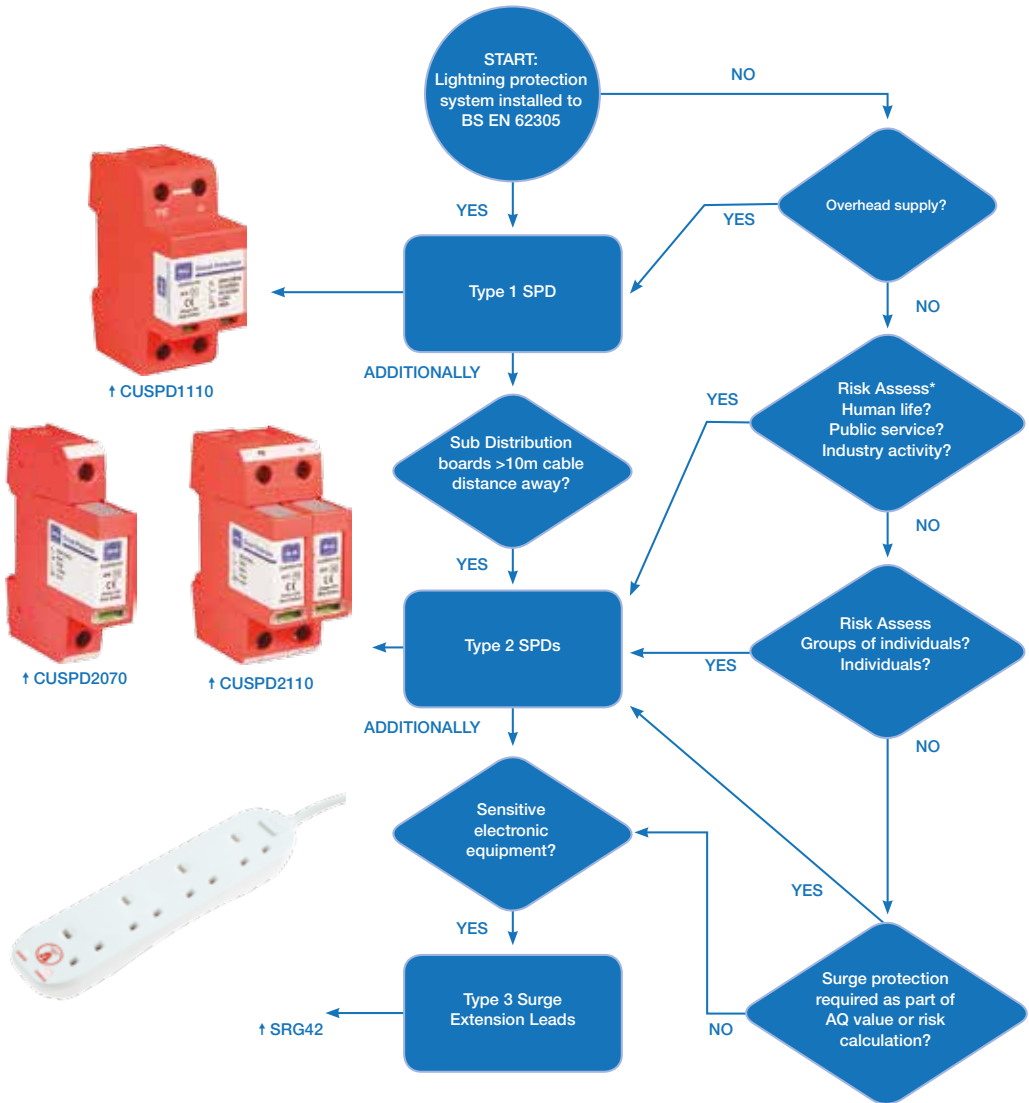 START:
Lightning protection
system installed to
BS EN 62305
NO
Overhead supply?
YES
YES
Type 1 SPD
NO
↑ CUSPD1110
ADDITIONALLY
Risk Assess*
Human life?
Public service?
Industry activity?
YES
Sub Distribution
boards >10m cable
distance away?
NO
YES
Type 2 SPDs
Risk Assess
Groups of individuals?
Individuals?
YES
↑ CUSPD2070
↑ CUSPD2110
ADDITIONALLY
NO
Sensitive
electronic
equipment?
YES
YES
Surge protection
required as part of
AQ value or risk
calculation?
NO
Type 3 Surge
Extension Leads
↑ SRG42